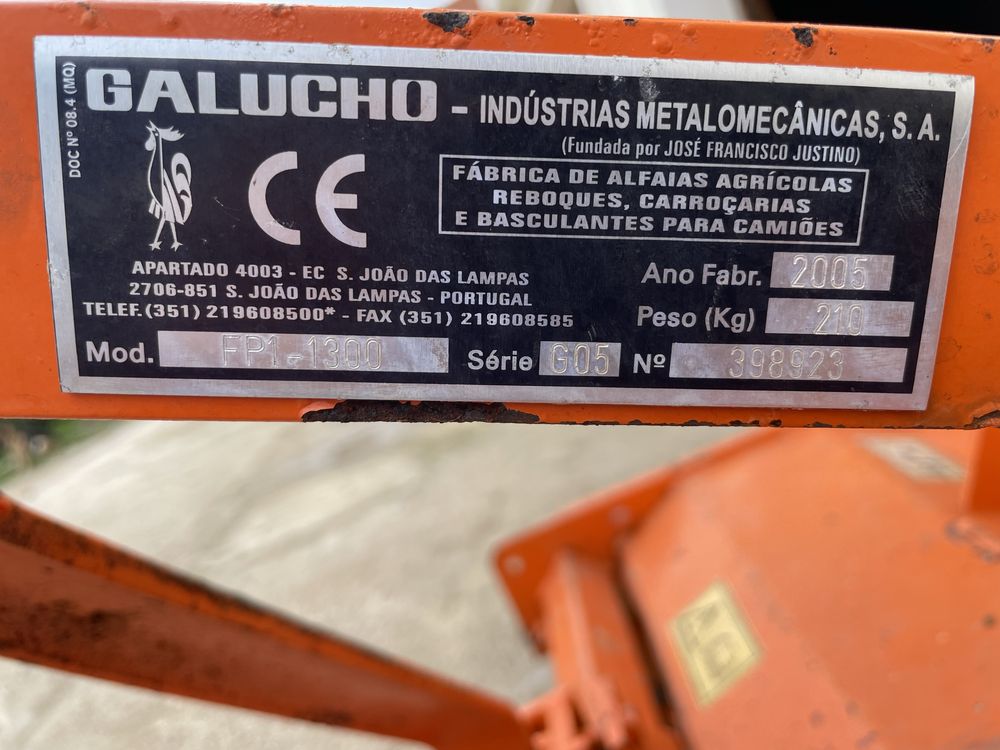 DOC Nº 08.4 (MQ)
GALUCHO - INDÚSTRIAS METALOMECÂNICAS, S. A.
(Fundada por JOSÉ FRANCISCO JUSTINO)
CE
FÁBRICA DE ALFAIAS AGRÍCOLAS
REBOQUES, CARROÇARIAS
E BASCULANTES PARA CAMIÕES
APARTADO 4003 - EC S. JOÃO DAS LAMPAS
2706-851 S. JOÃO DAS LAMPAS - PORTUGAL
TELEF. (351) 219608500* - FAX (351) 219608585
Ano Fabr. 2005
Peso (Kg) 210
Mod. FP1-1300 Série G05 Nº 398923